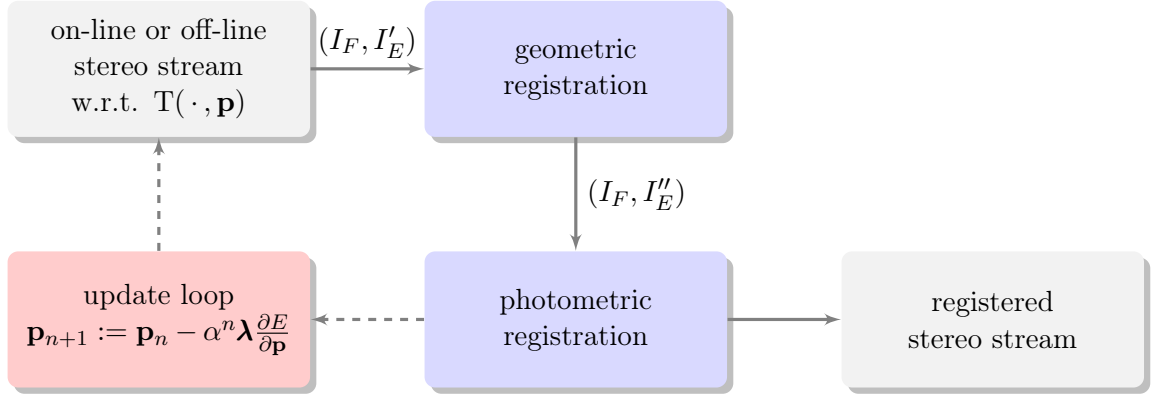 on-line or off-line
stereo stream
w.r.t. T( · , p)
(I_F, I'_E)
geometric
registration
(I_F, I''_E)
update loop
p_{n+1} := p_n − α^n λ ∂E/∂p
photometric
registration
registered
stereo stream